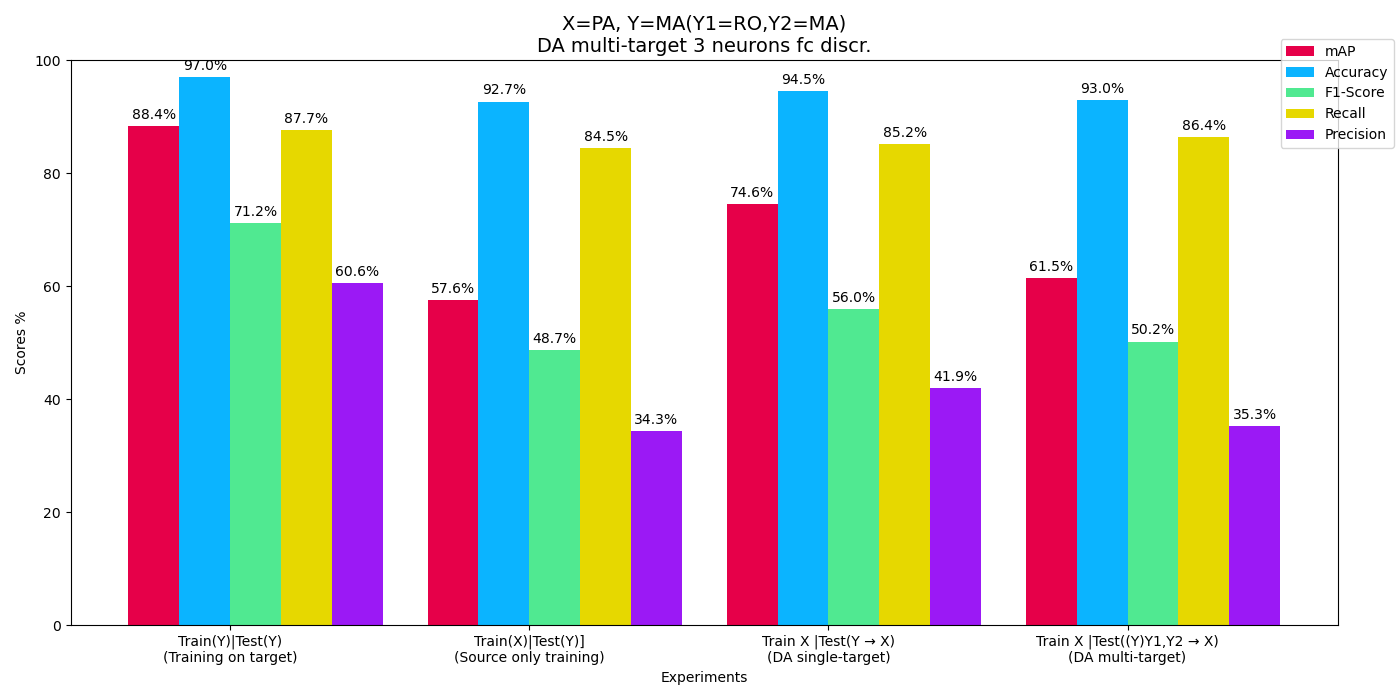 X=PA, Y=MA(Y1=RO,Y2=MA)
DA multi-target 3 neurons fc discr.
mAP
Accuracy
F1-Score
Recall
Precision
Scores %
100
80
60
40
20
0
88.4%
97.0%
71.2%
87.7%
60.6%
57.6%
92.7%
48.7%
84.5%
34.3%
74.6%
94.5%
56.0%
85.2%
41.9%
61.5%
93.0%
50.2%
86.4%
35.3%
Train(Y)|Test(Y)
(Training on target)
Train(X)|Test(Y)]
(Source only training)
Train X |Test(Y → X)
(DA single-target)
Train X |Test((Y)Y1,Y2 → X)
(DA multi-target)
Experiments